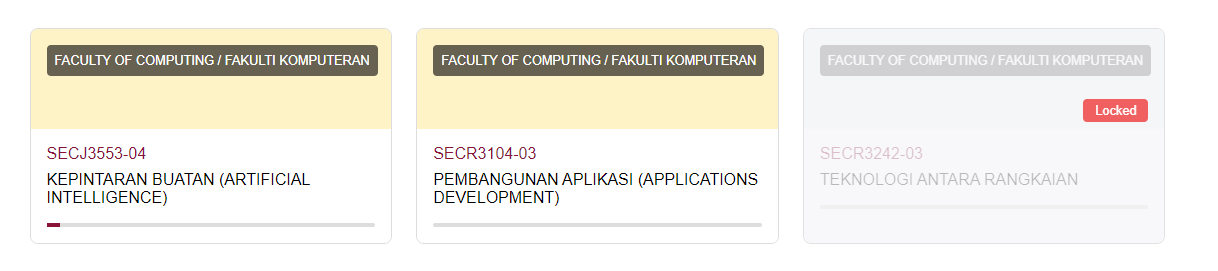 FACULTY OF COMPUTING / FAKULTI KOMPUTERAN
SECJ3553-04
KEPINTARAN BUATAN (ARTIFICIAL
INTELLIGENCE)
FACULTY OF COMPUTING / FAKULTI KOMPUTERAN
SECR3104-03
PEMBANGUNAN APLIKASI (APPLICATIONS
DEVELOPMENT)
FACULTY OF COMPUTING / FAKULTI KOMPUTERAN
Locked
SECR3242-03
TEKNOLOGI ANTARA RANGKAIAN